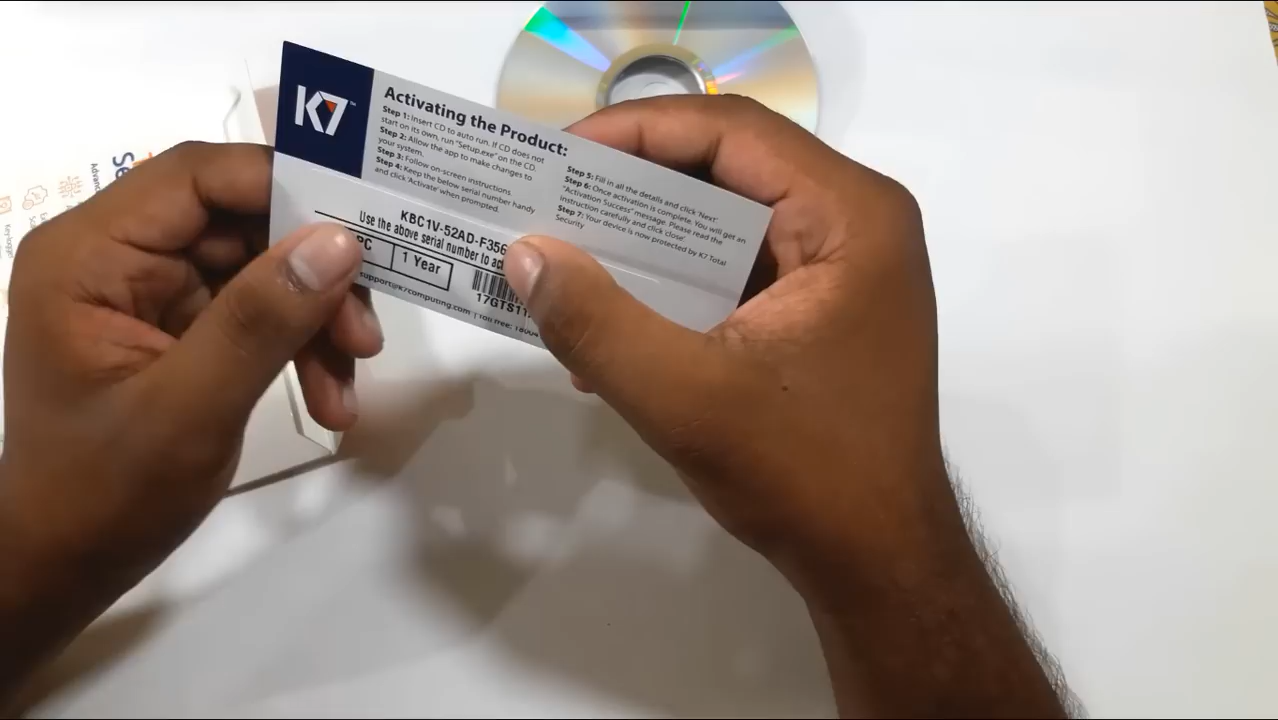 K7
Activating the Product:
Step 1: Insert CD to auto run. If CD does not
start on its own, run "Setup.exe" on the CD.
Step 2: Allow the app to make changes to
your system.
Step 3: Follow on-screen instructions.
Step 4: Keep the below serial number handy
and click 'Activate' when prompted.
Step 5: Fill in all the details and click 'Next'.
Step 6: Once activation is complete. You will get an
"Activation Success" message. Please read the
instruction carefully and click 'close'
Step 7: Your device is now protected by K7 Total
Security
KBC1V-52AD-F356
Use the above serial number to
PC
1 Year
17GTS11
support@k7computing.com | Toll Free: 18004
Advanc